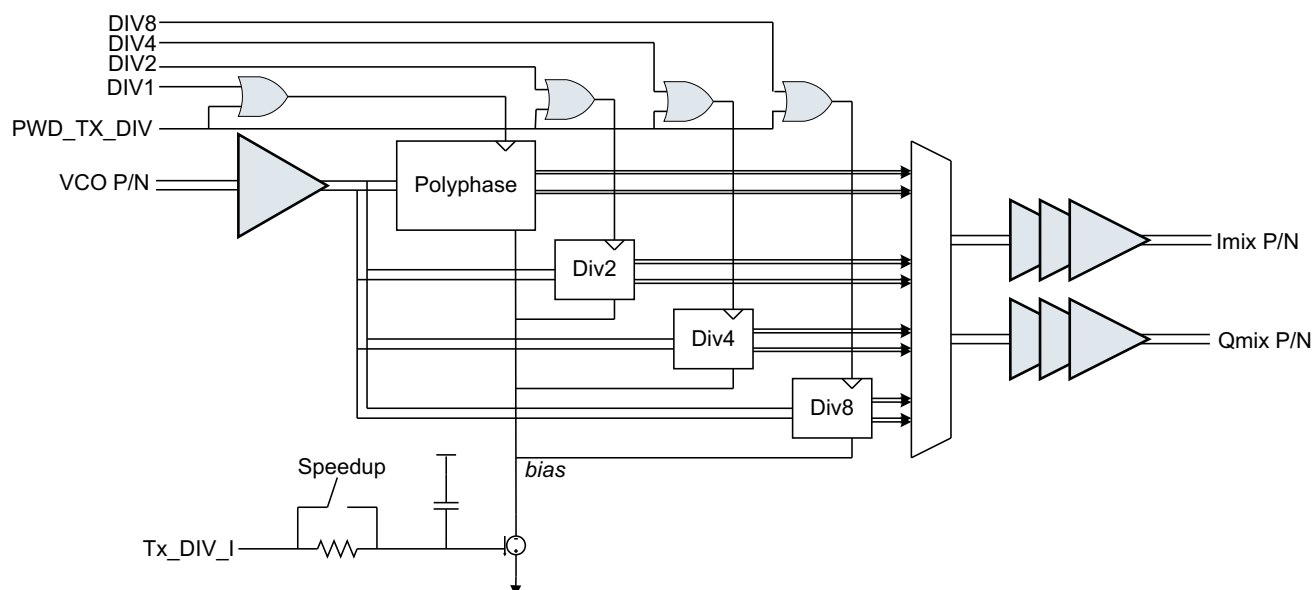 DIV8
DIV4
DIV2
DIV1
PWD_TX_DIV
VCO P/N
Polyphase
Div2
Div4
Div8
Imix P/N
Qmix P/N
bias
Speedup
Tx_DIV_I